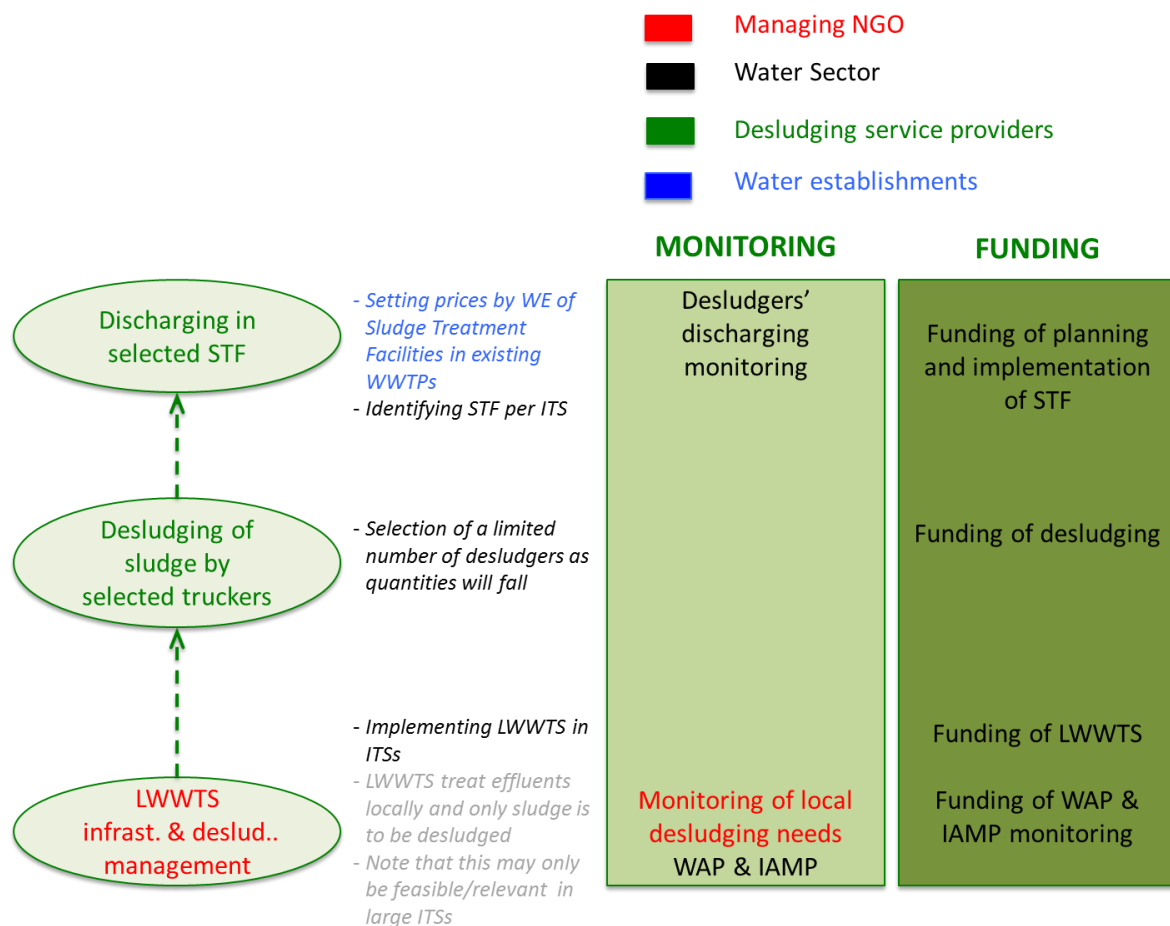 Managing NGO
Water Sector
Desludging service providers
Water establishments
MONITORING
FUNDING
Discharging in
selected STF
- Setting prices by WE of
Sludge Treatment
Facilities in existing
WWTPs
- Identifying STF per ITS
Desludgers’
discharging
monitoring
Funding of planning
and implementation
of STF
Desludging of
sludge by
selected truckers
- Selection of a limited
number of desludgers as
quantities will fall
Funding of desludging
- Implementing LWWTS in
ITSs
- LWWTS treat effluents
locally and only sludge is
to be desludged
- Note that this may only
be feasible/relevant in
large ITSs
Funding of LWWTS
LWWTS
infrast. & deslud..
management
Monitoring of local
desludging needs
WAP & IAMP
Funding of WAP &
IAMP monitoring